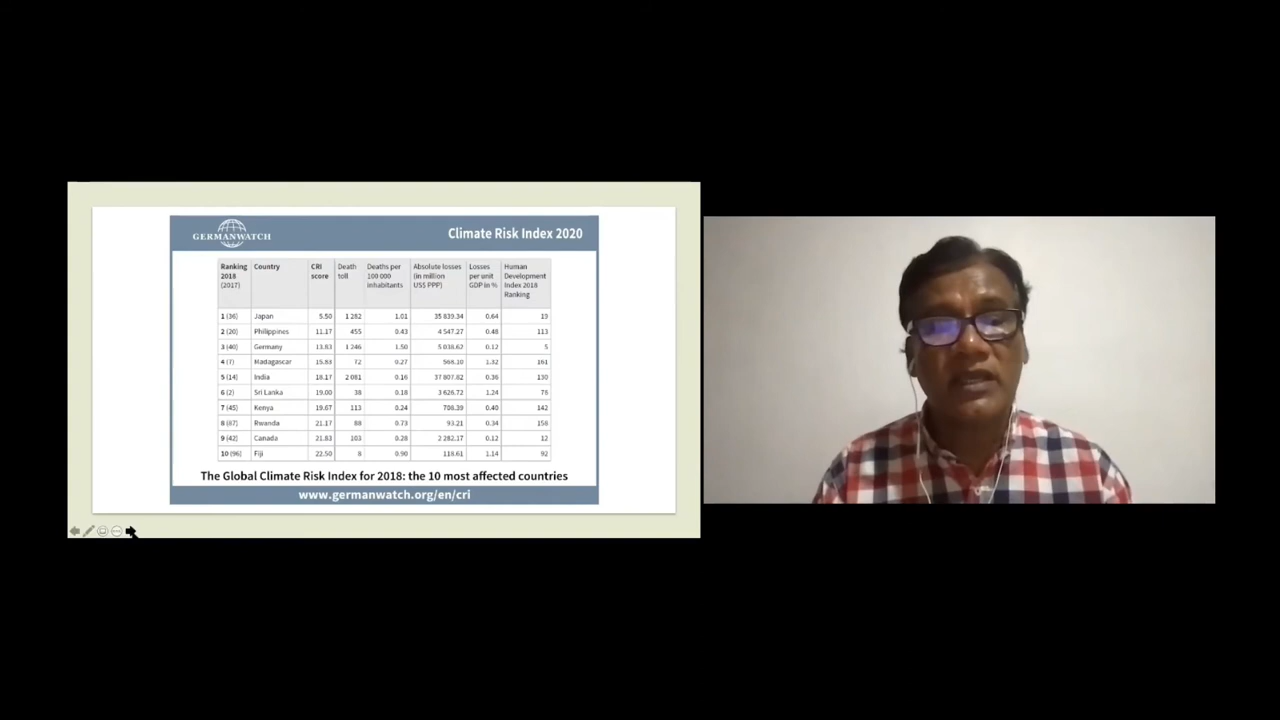 GERMANWATCH
Climate Risk Index 2020
Ranking 2018 (2017) Country CRI score Death toll Deaths per 100 000 inhabitants Absolute losses (in million US$ PPP) Losses per unit GDP in % Human Development Index 2018 Ranking
1 (36) Japan 5.50 1 282 1.01 35 839.34 0.64 19
2 (20) Philippines 11.17 455 0.43 4 547.27 0.48 113
3 (40) Germany 13.83 1 246 1.50 5 038.62 0.12 5
4 (7) Madagascar 15.83 72 0.27 568.10 1.32 161
5 (14) India 18.17 2 081 0.16 37 807.82 0.36 130
6 (2) Sri Lanka 19.00 38 0.18 3 626.72 1.24 76
7 (45) Kenya 19.67 113 0.24 708.39 0.40 142
8 (87) Rwanda 21.17 88 0.73 93.21 0.34 158
9 (42) Canada 21.83 103 0.28 2 282.17 0.12 12
10 (96) Fiji 22.50 8 0.90 118.61 1.14 92
The Global Climate Risk Index for 2018: the 10 most affected countries
www.germanwatch.org/en/cri